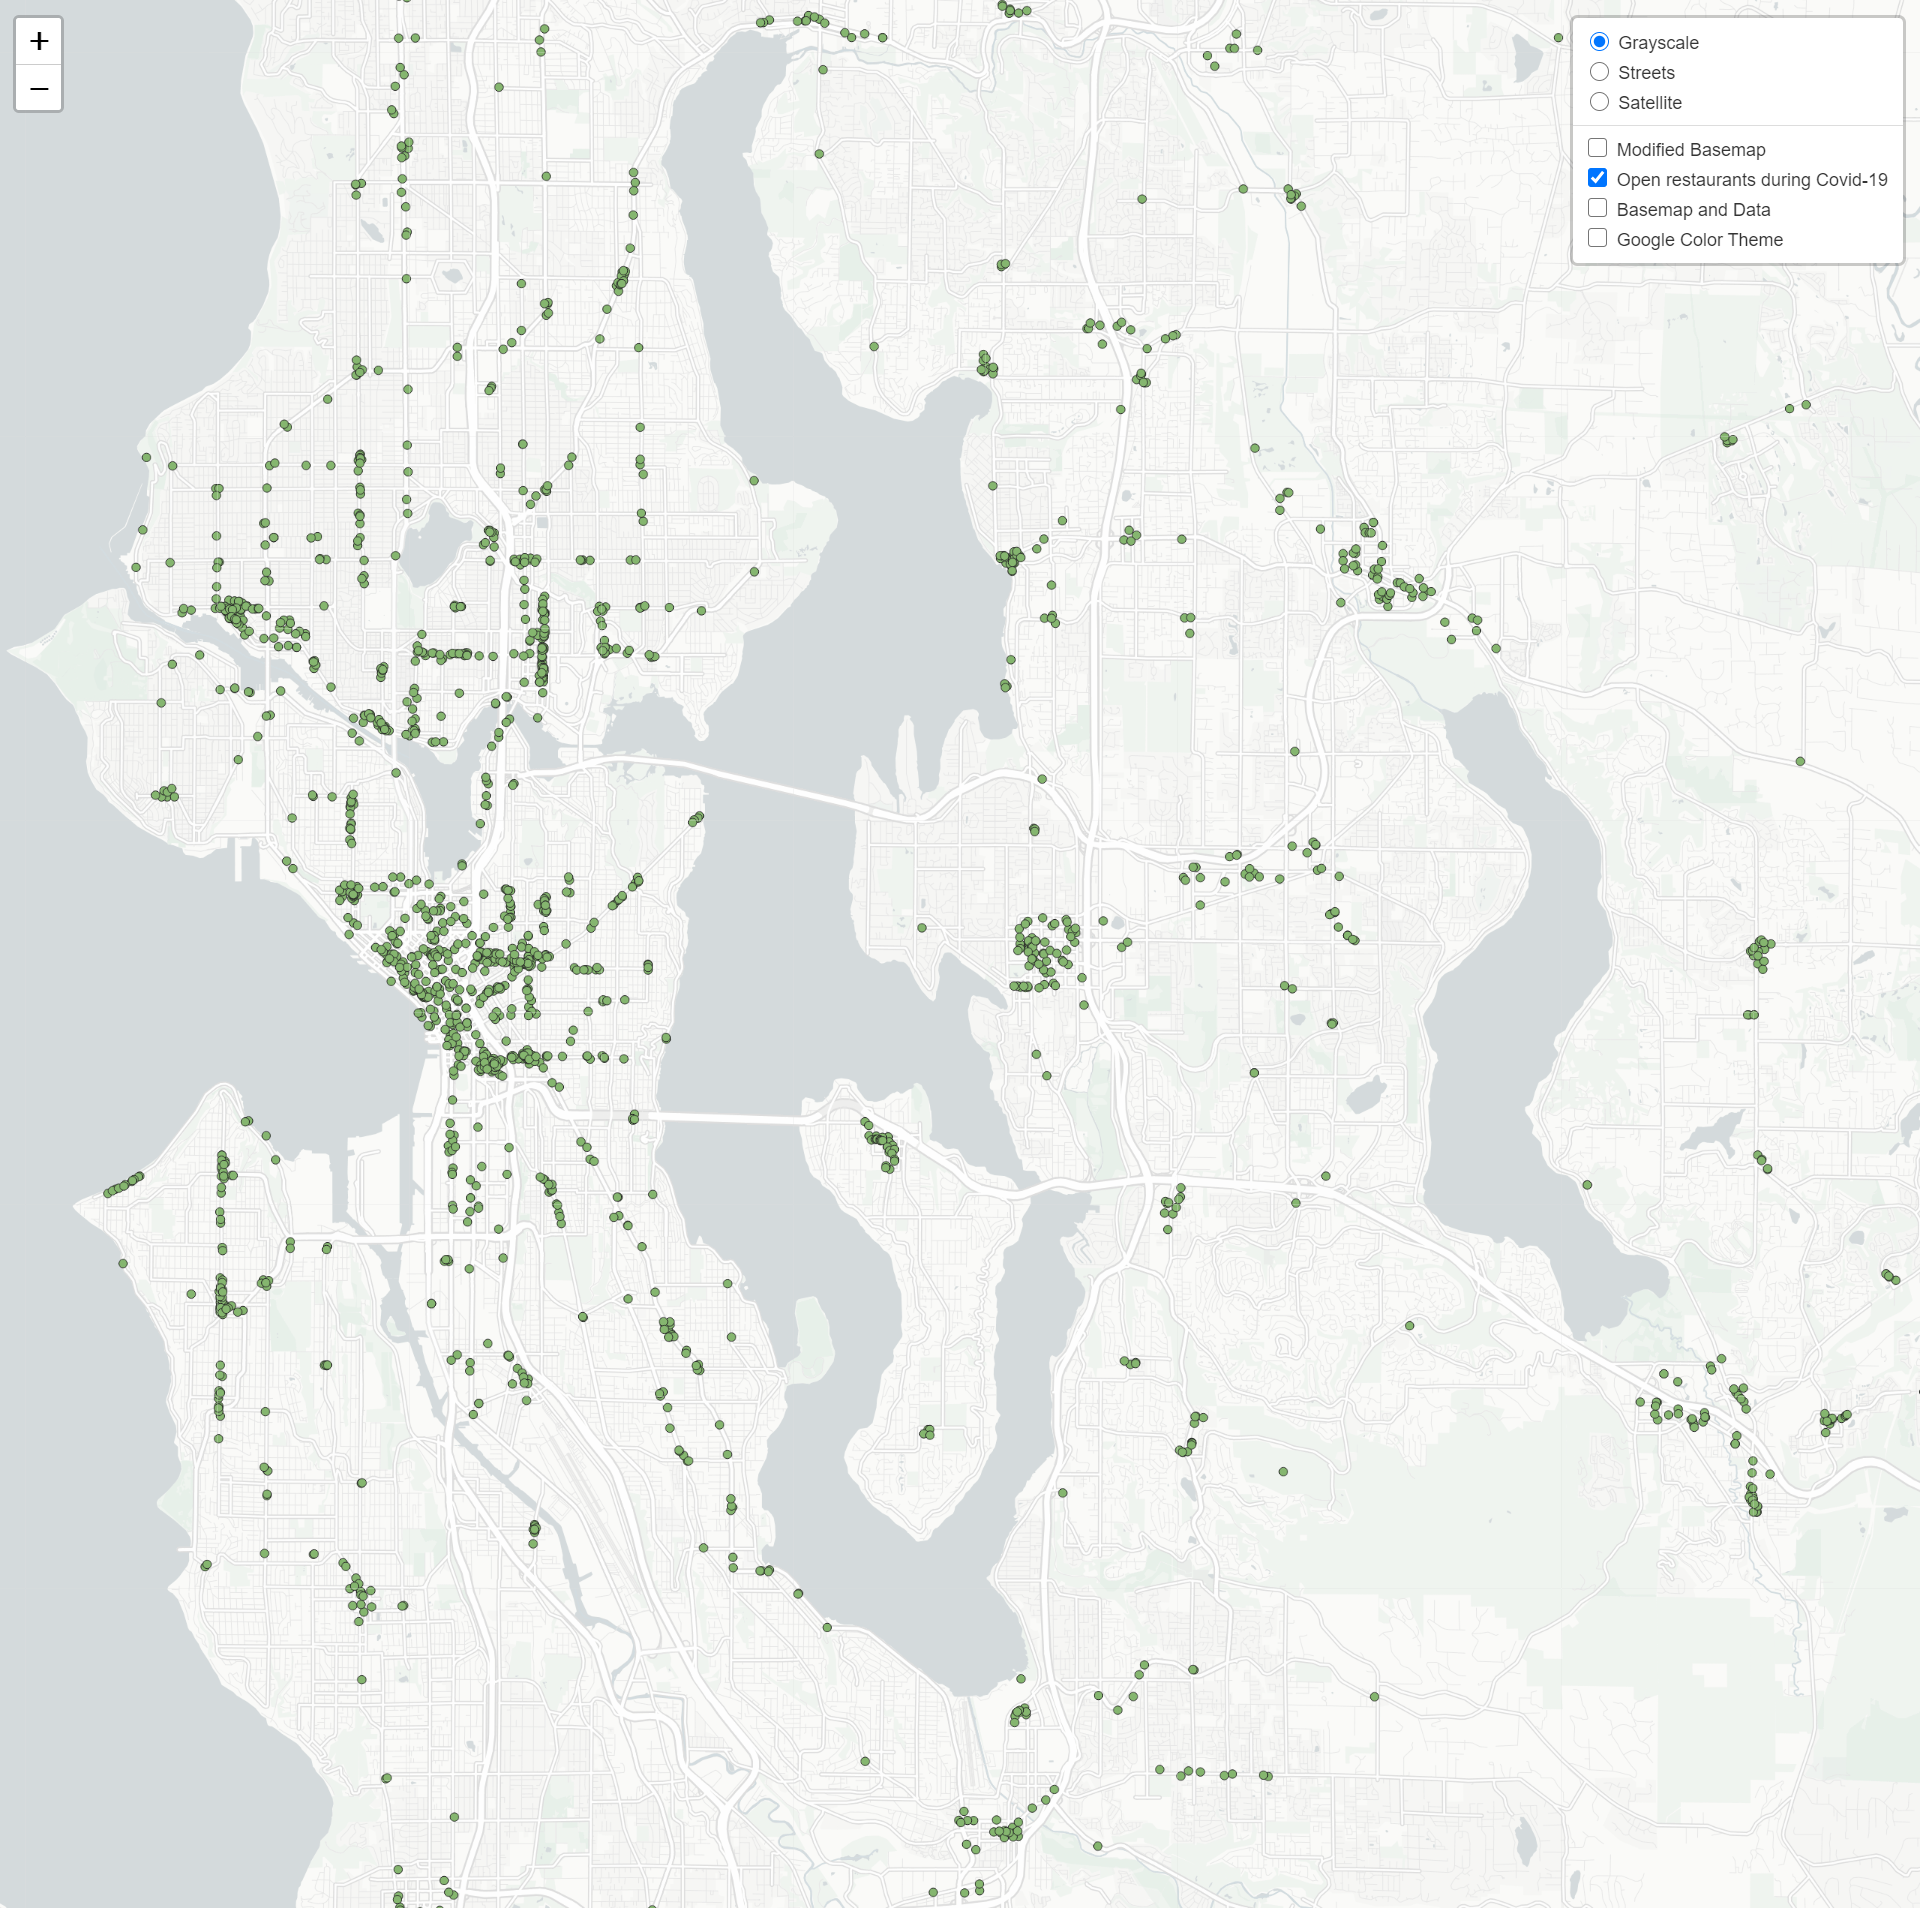 +
−
Grayscale
Streets
Satellite
Modified Basemap
Open restaurants during Covid-19
Basemap and Data
Google Color Theme